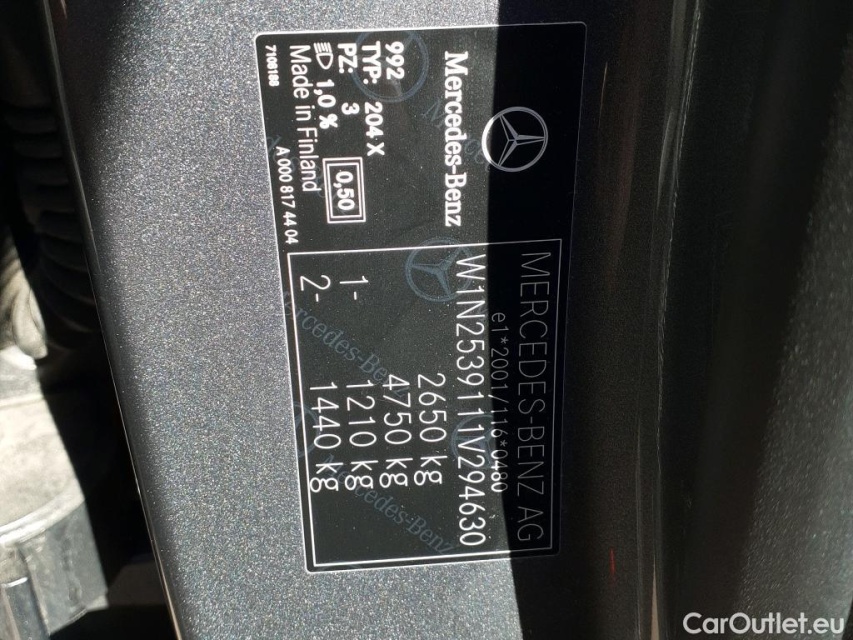 Mercedes-Benz
992
TYP: 204 X
PZ: 3
1,0 %
0,50
Made in Finland
7106186
A 000 817 44 04
MERCEDES-BENZ AG
e1*2001/116*0480
W1N2539111V294630
2650 kg
4750 kg
1- 1210 kg
2- 1440 kg
CarOutlet.eu